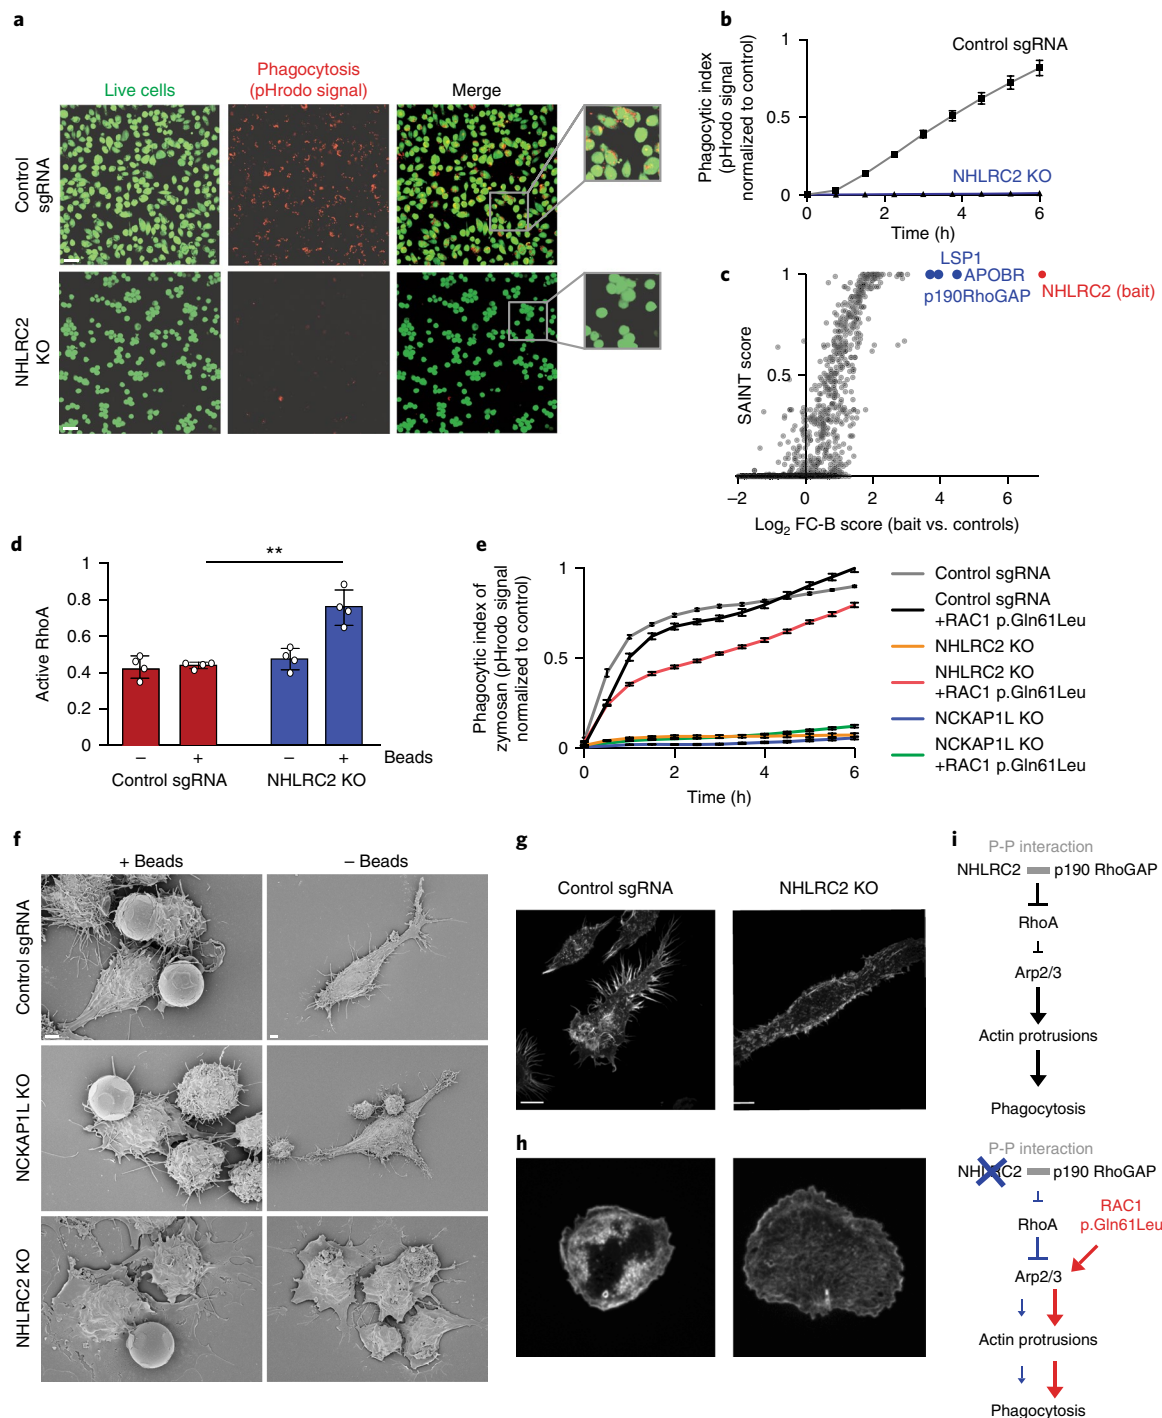 a
Live cells
Phagocytosis
(pHrodo signal)
Merge
Control
sgRNA
NHLRC2
KO
b
Phagocytic index
(pHrodo signal
normalized to control)
1
0.5
0
Control sgRNA
NHLRC2 KO
0 2 4 6
Time (h)
c
SAINT score
1
0.5
LSP1
APOBR
p190RhoGAP
NHLRC2 (bait)
–2 0 2 4 6
Log2 FC-B score (bait vs. controls)
d
Active RhoA
1
0.8
0.6
0.4
0.2
0
**
– + – + Beads
Control sgRNA NHLRC2 KO
e
Phagocytic index of
zymosan (pHrodo signal
normalized to control)
1
0.5
0
0 2 4 6
Time (h)
Control sgRNA
Control sgRNA
+RAC1 p.Gln61Leu
NHLRC2 KO
NHLRC2 KO
+RAC1 p.Gln61Leu
NCKAP1L KO
NCKAP1L KO
+RAC1 p.Gln61Leu
f
+ Beads – Beads
Control sgRNA
NCKAP1L KO
NHLRC2 KO
g
Control sgRNA NHLRC2 KO
h
i
P-P interaction
NHLRC2 p190 RhoGAP
RhoA
Arp2/3
Actin protrusions
Phagocytosis
P-P interaction
NHLRC2 p190 RhoGAP
RhoA
RAC1
p.Gln61Leu
Arp2/3
Actin protrusions
Phagocytosis